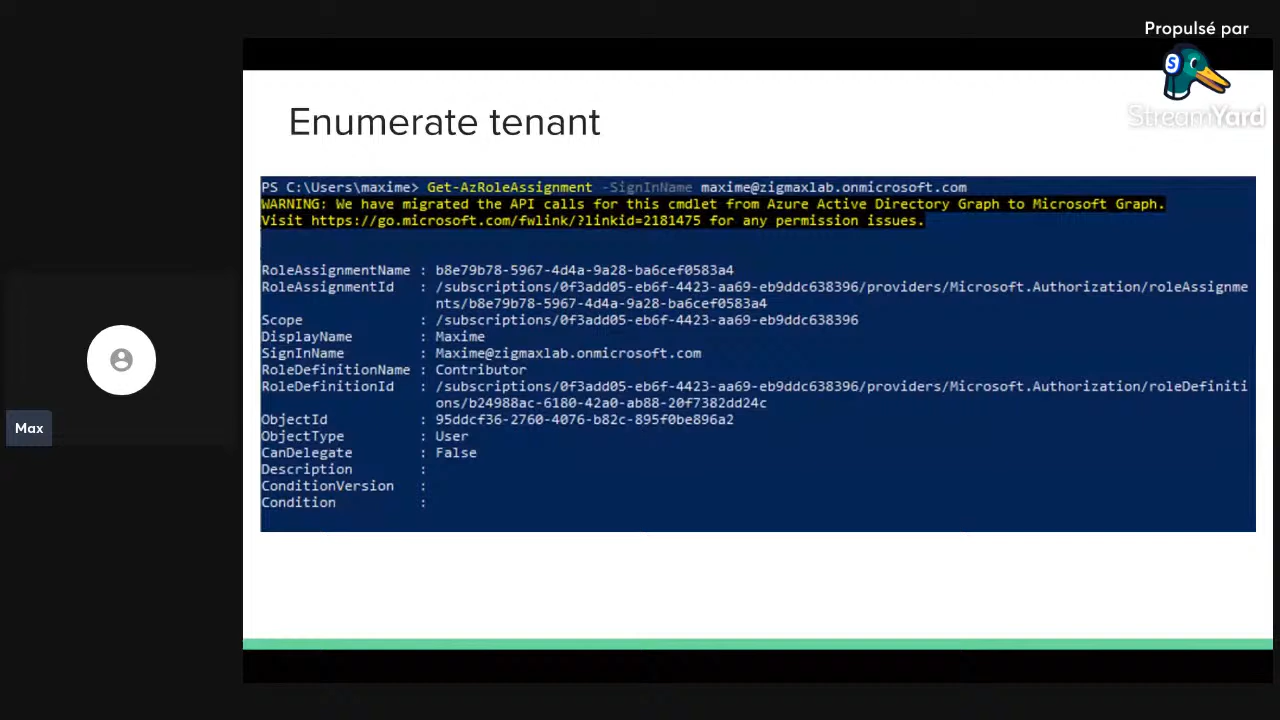 Propulsé par
StreamYard
Enumerate tenant
PS C:\Users\maxime> Get-AzRoleAssignment -SignInName maxime@zigmaxlab.onmicrosoft.com
WARNING: We have migrated the API calls for this cmdlet from Azure Active Directory Graph to Microsoft Graph.
Visit https://go.microsoft.com/fwlink/?linkid=2181475 for any permission issues.
RoleAssignmentName : b8e79b78-5967-4d4a-9a28-ba6cef0583a4
RoleAssignmentId   : /subscriptions/0f3add05-eb6f-4423-aa69-eb9ddc638396/providers/Microsoft.Authorization/roleAssignme
nts/b8e79b78-5967-4d4a-9a28-ba6cef0583a4
Scope              : /subscriptions/0f3add05-eb6f-4423-aa69-eb9ddc638396
DisplayName        : Maxime
SignInName         : Maxime@zigmaxlab.onmicrosoft.com
RoleDefinitionName : Contributor
RoleDefinitionId   : /subscriptions/0f3add05-eb6f-4423-aa69-eb9ddc638396/providers/Microsoft.Authorization/roleDefiniti
ons/b24988ac-6180-42a0-ab88-20f7382dd24c
ObjectId           : 95ddcf36-2760-4076-b82c-895f0be896a2
ObjectType         : User
CanDelegate        : False
Description        :
ConditionVersion   :
Condition          :
Max